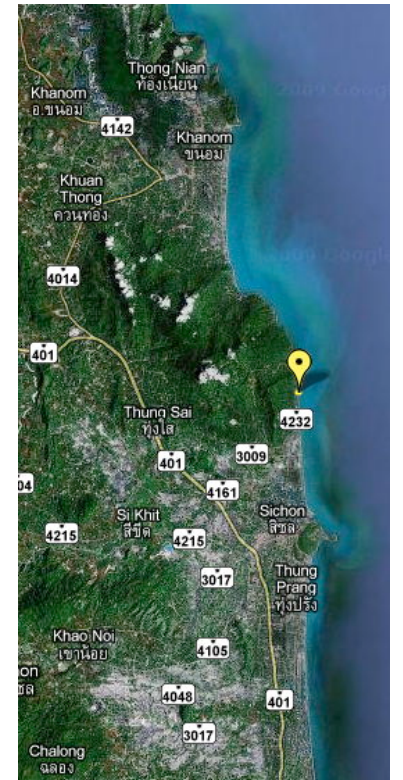 Thong Nian
ท้องเนียน
Khanom
อ.ขนอม
4142
Khanom
ขนอม
Khuan
Thong
ควนทอง
4014
401
4232
Thung Sai
ทุ่งใส
3009
401
04
4161
Si Khit
สี่ขีด
Sichon
สิชล
4215
4215
3017
Thung
Prang
ทุ่งปรัง
Khao Noi
เขาน้อย
4105
on
ชล
4048
401
3017
Chalong
ฉลอง